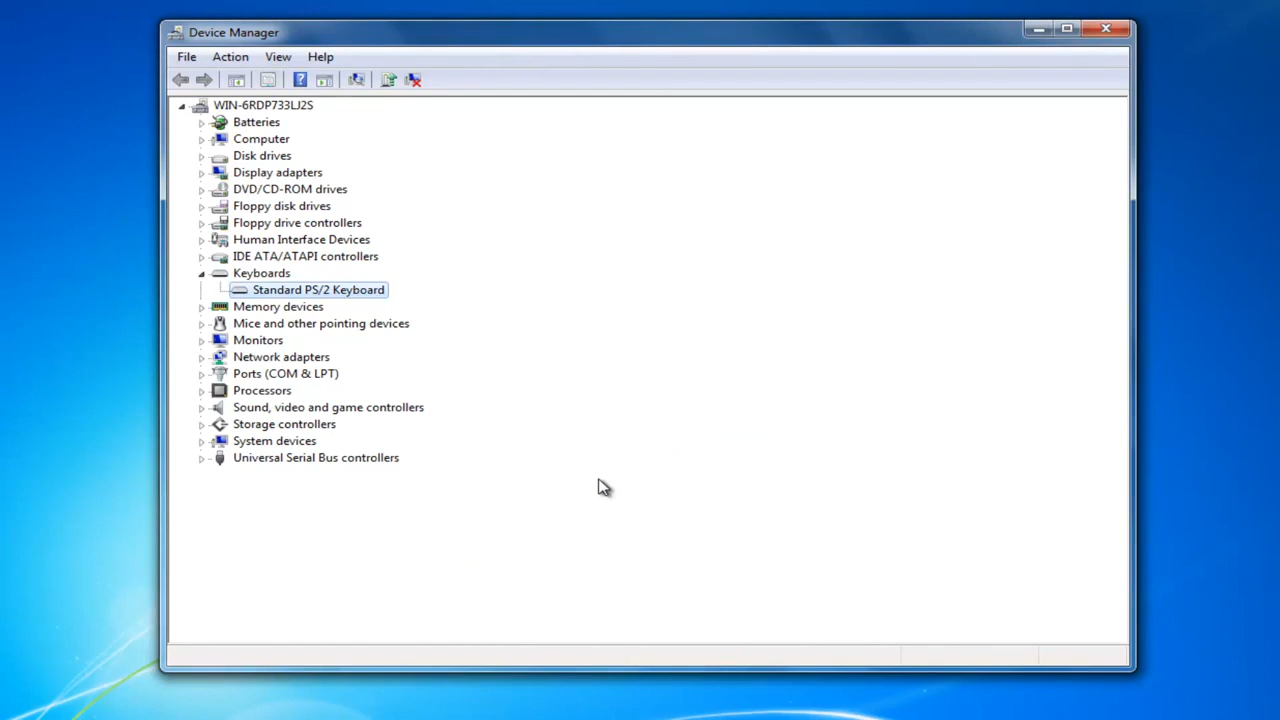 Device Manager
File Action View Help
WIN-6RDP733LJ2S
Batteries
Computer
Disk drives
Display adapters
DVD/CD-ROM drives
Floppy disk drives
Floppy drive controllers
Human Interface Devices
IDE ATA/ATAPI controllers
Keyboards
Standard PS/2 Keyboard
Memory devices
Mice and other pointing devices
Monitors
Network adapters
Ports (COM & LPT)
Processors
Sound, video and game controllers
Storage controllers
System devices
Universal Serial Bus controllers